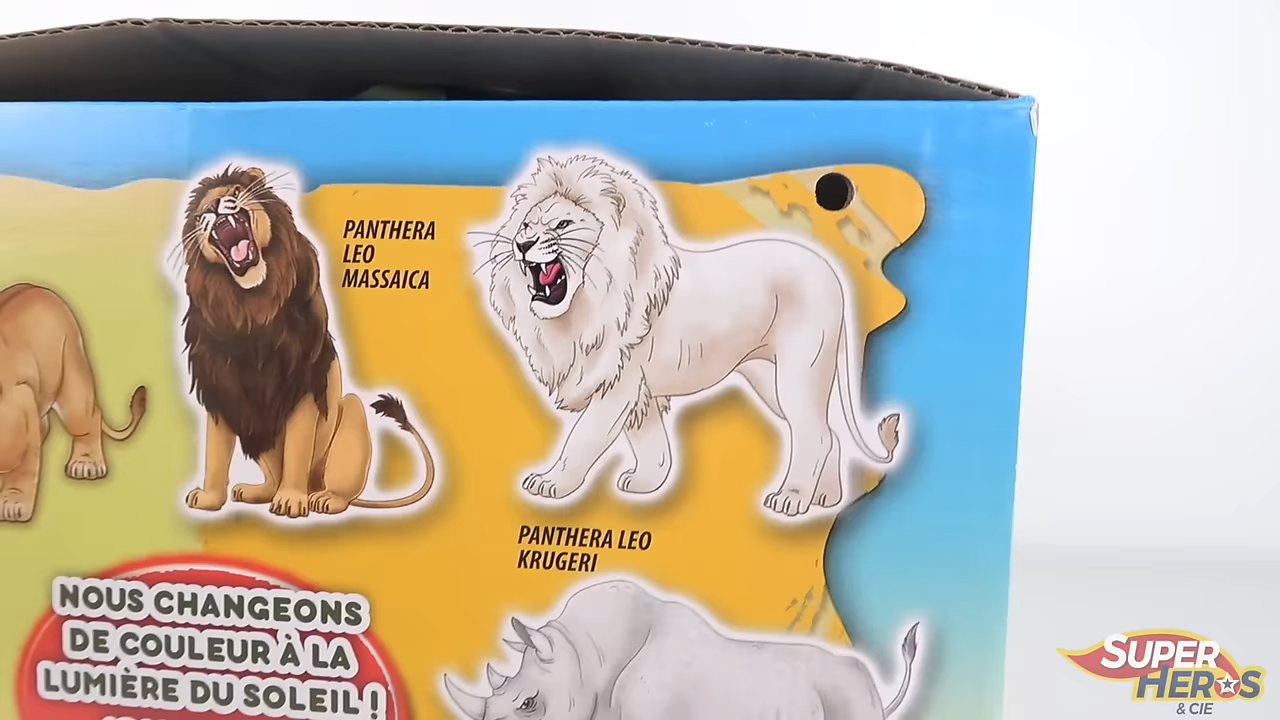 PANTHERA
LEO
MASSAICA
PANTHERA LEO
KRUGERI
NOUS CHANGEONS
DE COULEUR À LA
LUMIÈRE DU SOLEIL !
SUPER
HEROS
& CIE